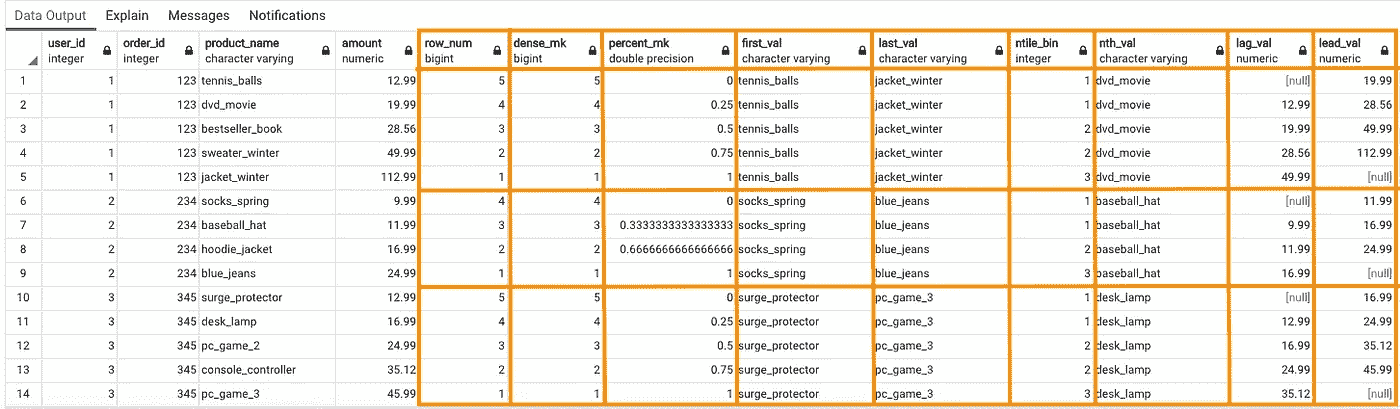 Data Output Explain Messages Notifications
user_id order_id product_name amount row_num dense_rnk percent_rnk first_val last_val ntile_bin nth_val lag_val lead_val
integer integer character varying numeric bigint bigint double precision character varying character varying integer character varying numeric numeric
1 1 123 tennis_balls 12.99 5 5 0 tennis_balls jacket_winter 1 dvd_movie [null] 19.99
2 1 123 dvd_movie 19.99 4 4 0.25 tennis_balls jacket_winter 1 dvd_movie 12.99 28.56
3 1 123 bestseller_book 28.56 3 3 0.5 tennis_balls jacket_winter 2 dvd_movie 19.99 49.99
4 1 123 sweater_winter 49.99 2 2 0.75 tennis_balls jacket_winter 2 dvd_movie 28.56 112.99
5 1 123 jacket_winter 112.99 1 1 1 tennis_balls jacket_winter 3 dvd_movie 49.99 [null]
6 2 234 socks_spring 9.99 4 4 0 socks_spring blue_jeans 1 baseball_hat [null] 11.99
7 2 234 baseball_hat 11.99 3 3 0.3333333333333333 socks_spring blue_jeans 1 baseball_hat 9.99 16.99
8 2 234 hoodie_jacket 16.99 2 2 0.6666666666666666 socks_spring blue_jeans 2 baseball_hat 11.99 24.99
9 2 234 blue_jeans 24.99 1 1 1 socks_spring blue_jeans 3 baseball_hat 16.99 [null]
10 3 345 surge_protector 12.99 5 5 0 surge_protector pc_game_3 1 desk_lamp [null] 16.99
11 3 345 desk_lamp 16.99 4 4 0.25 surge_protector pc_game_3 1 desk_lamp 12.99 24.99
12 3 345 pc_game_2 24.99 3 3 0.5 surge_protector pc_game_3 2 desk_lamp 16.99 35.12
13 3 345 console_controller 35.12 2 2 0.75 surge_protector pc_game_3 2 desk_lamp 24.99 45.99
14 3 345 pc_game_3 45.99 1 1 1 surge_protector pc_game_3 3 desk_lamp 35.12 [null]